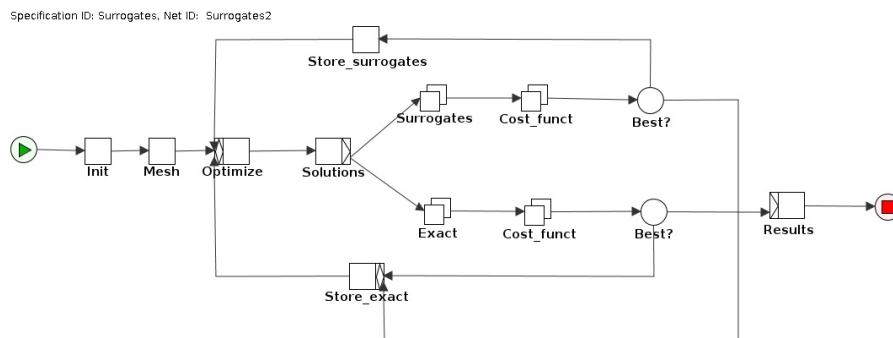 Specification ID: Surrogates, Net ID: Surrogates2
Store_surrogates
Surrogates
Cost_funct
Best?
Init
Mesh
Optimize
Solutions
Exact
Cost_funct
Best?
Results
Store_exact